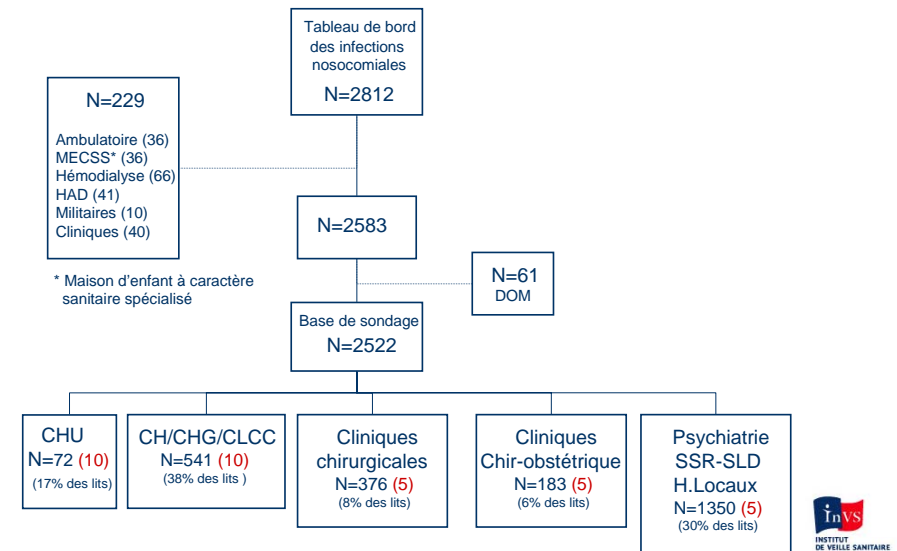 Tableau de bord
des infections
nosocomiales
N=2812
N=229
Ambulatoire (36)
MECSS* (36)
Hémodialyse (66)
HAD (41)
Militaires (10)
Cliniques (40)
* Maison d'enfant à caractère
sanitaire spécialisé
N=2583
N=61
DOM
Base de sondage
N=2522
CHU
N=72 (10)
(17% des lits)
CH/CHG/CLCC
N=541 (10)
(38% des lits )
Cliniques
chirurgicales
N=376 (5)
(8% des lits)
Cliniques
Chir-obstétrique
N=183 (5)
(6% des lits)
Psychiatrie
SSR-SLD
H.Locaux
N=1350 (5)
(30% des lits)
InVS
INSTITUT
DE VEILLE SANITAIRE